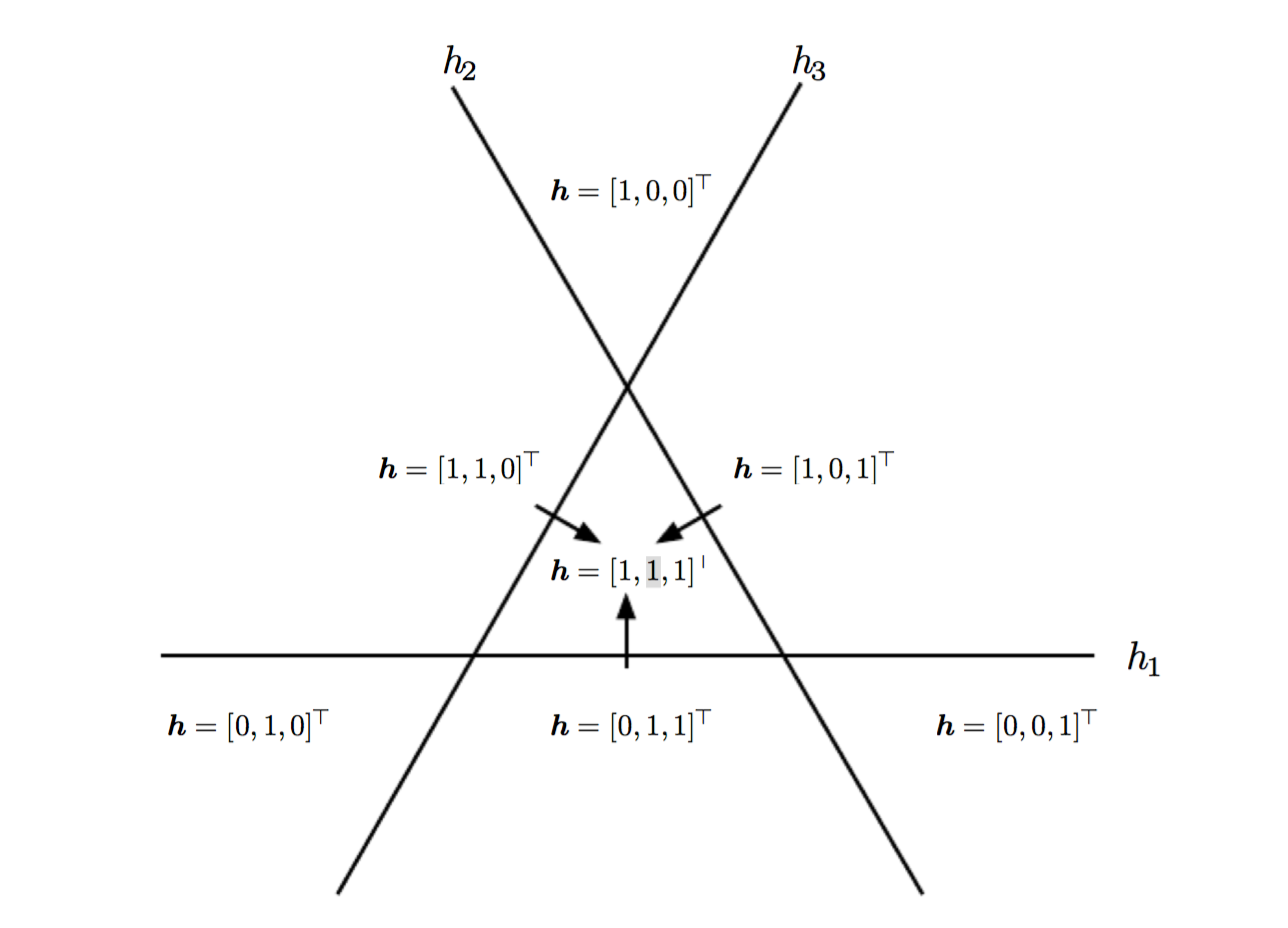 h₂ h₃
h = [1, 0, 0]⊤
h = [1, 1, 0]⊤ h = [1, 0, 1]⊤
h = [1, 1, 1]⊤
h₁
h = [0, 1, 0]⊤ h = [0, 1, 1]⊤ h = [0, 0, 1]⊤